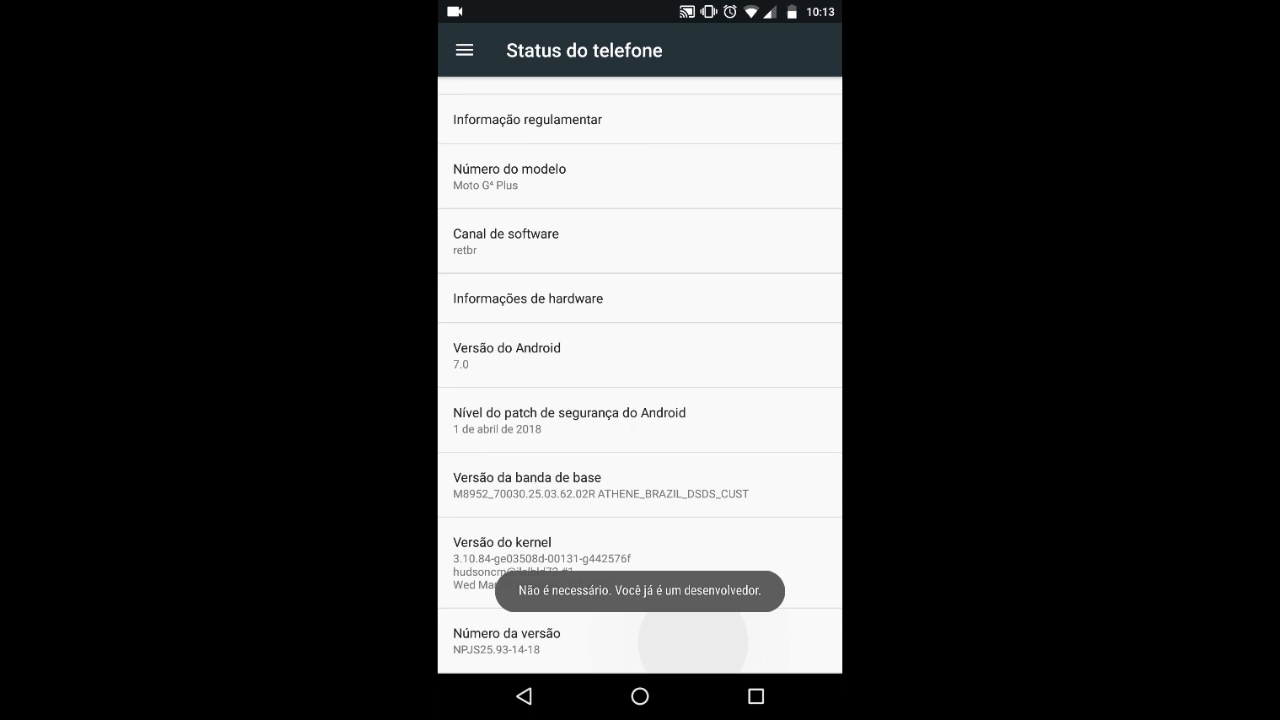 10:13
Status do telefone
Informação regulamentar
Número do modelo
Moto G⁴ Plus
Canal de software
retbr
Informações de hardware
Versão do Android
7.0
Nível do patch de segurança do Android
1 de abril de 2018
Versão da banda de base
M8952_70030.25.03.62.02R ATHENE_BRAZIL_DSDS_CUST
Versão do kernel
3.10.84-ge03508d-00131-g442576f
Wed
Não é necessário. Você já é um desenvolvedor.
Número da versão
NPJS25.93-14-18